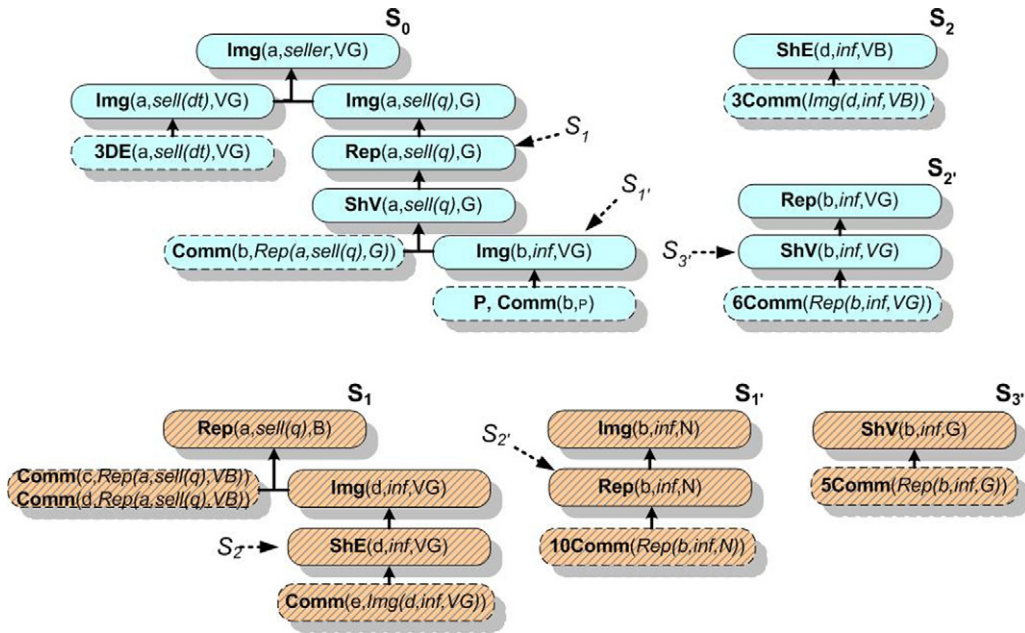 S0
Img(a,seller,VG)
Img(a,sell(dt),VG)
Img(a,sell(q),G)
3DE(a,sell(dt),VG)
Rep(a,sell(q),G)
S1
ShV(a,sell(q),G)
S1'
Comm(b,Rep(a,sell(q),G))
Img(b,inf,VG)
P, Comm(b,P)
S2
ShE(d,inf,VB)
3Comm(Img(d,inf,VB))
S2'
Rep(b,inf,VG)
S3'
ShV(b,inf,VG)
6Comm(Rep(b,inf,VG))
S1
Rep(a,sell(q),B)
Comm(c,Rep(a,sell(q),VB))
Comm(d,Rep(a,sell(q),VB))
Img(d,inf,VG)
S2
ShE(d,inf,VG)
Comm(e,Img(d,inf,VG))
S1'
Img(b,inf,N)
S2'
Rep(b,inf,N)
10Comm(Rep(b,inf,N))
S3'
ShV(b,inf,G)
5Comm(Rep(b,inf,G))